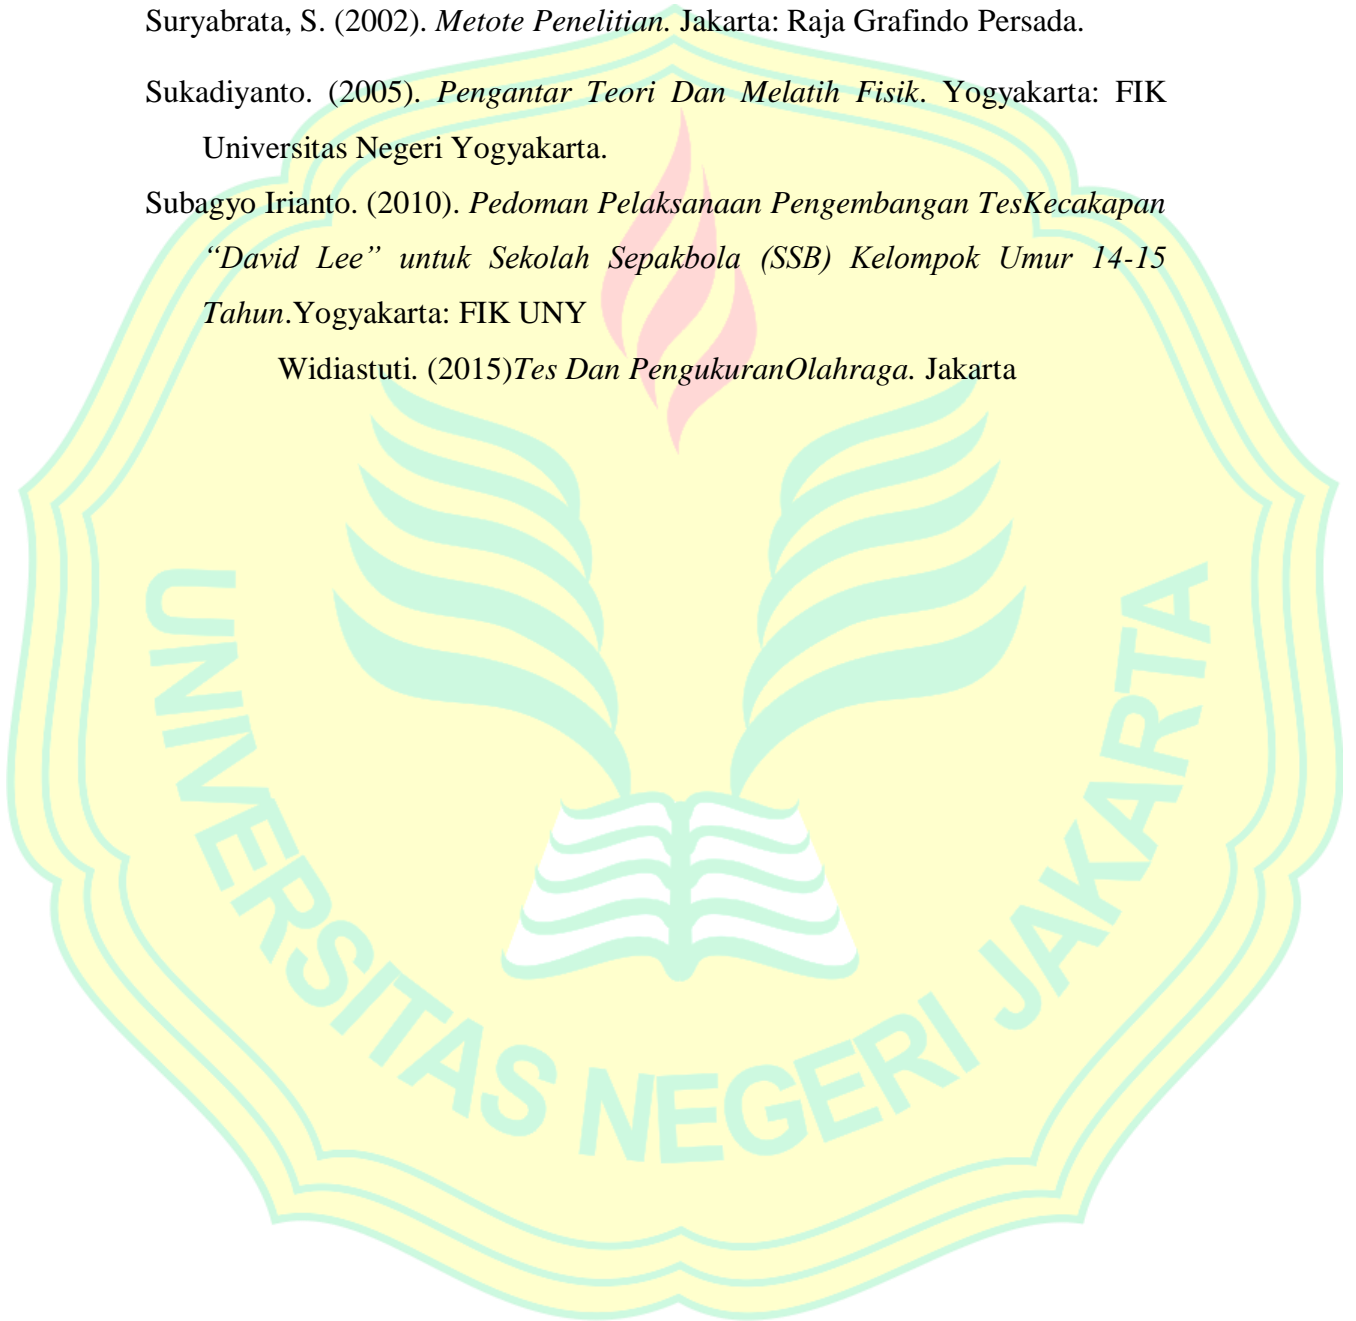 Suryabrata, S. (2002). Metote Penelitian. Jakarta: Raja Grafindo Persada.
Sukadiyanto. (2005). Pengantar Teori Dan Melatih Fisik. Yogyakarta: FIK
Universitas Negeri Yogyakarta.
Subagyo Irianto. (2010). Pedoman Pelaksanaan Pengembangan TesKecakapan
“David Lee” untuk Sekolah Sepakbola (SSB) Kelompok Umur 14-15
Tahun.Yogyakarta: FIK UNY
Widiastuti. (2015)Tes Dan PengukuranOlahraga. Jakarta
UNIVERSITAS NEGERI JAKARTA